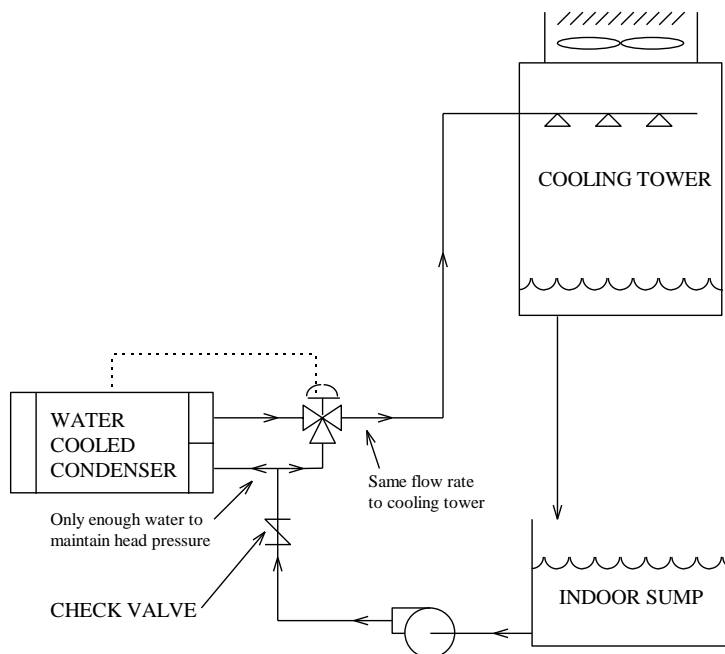 COOLING TOWER
WATER
COOLED
CONDENSER
Same flow rate
to cooling tower
Only enough water to
maintain head pressure
CHECK VALVE
INDOOR SUMP